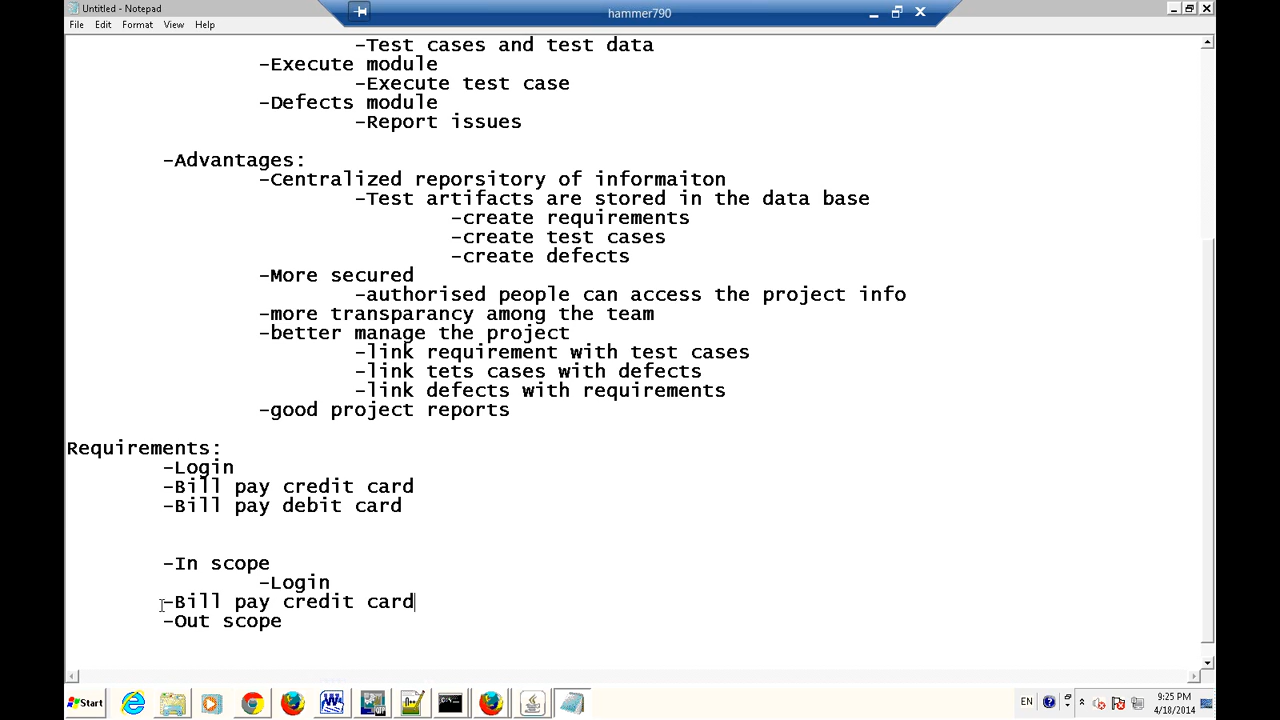 Untitled - Notepad
hammer790
File Edit Format View Help
-Test cases and test data
-Execute module
-Execute test case
-Defects module
-Report issues
-Advantages:
-Centralized reporsitory of informaiton
-Test artifacts are stored in the data base
-create requirements
-create test cases
-create defects
-More secured
-authorised people can access the project info
-more transparancy among the team
-better manage the project
-link requirement with test cases
-link tets cases with defects
-link defects with requirements
-good project reports
Requirements:
-Login
-Bill pay credit card
-Bill pay debit card
-In scope
-Login
-Bill pay credit card
-Out scope
Start
EN
9:25 PM
4/18/2014